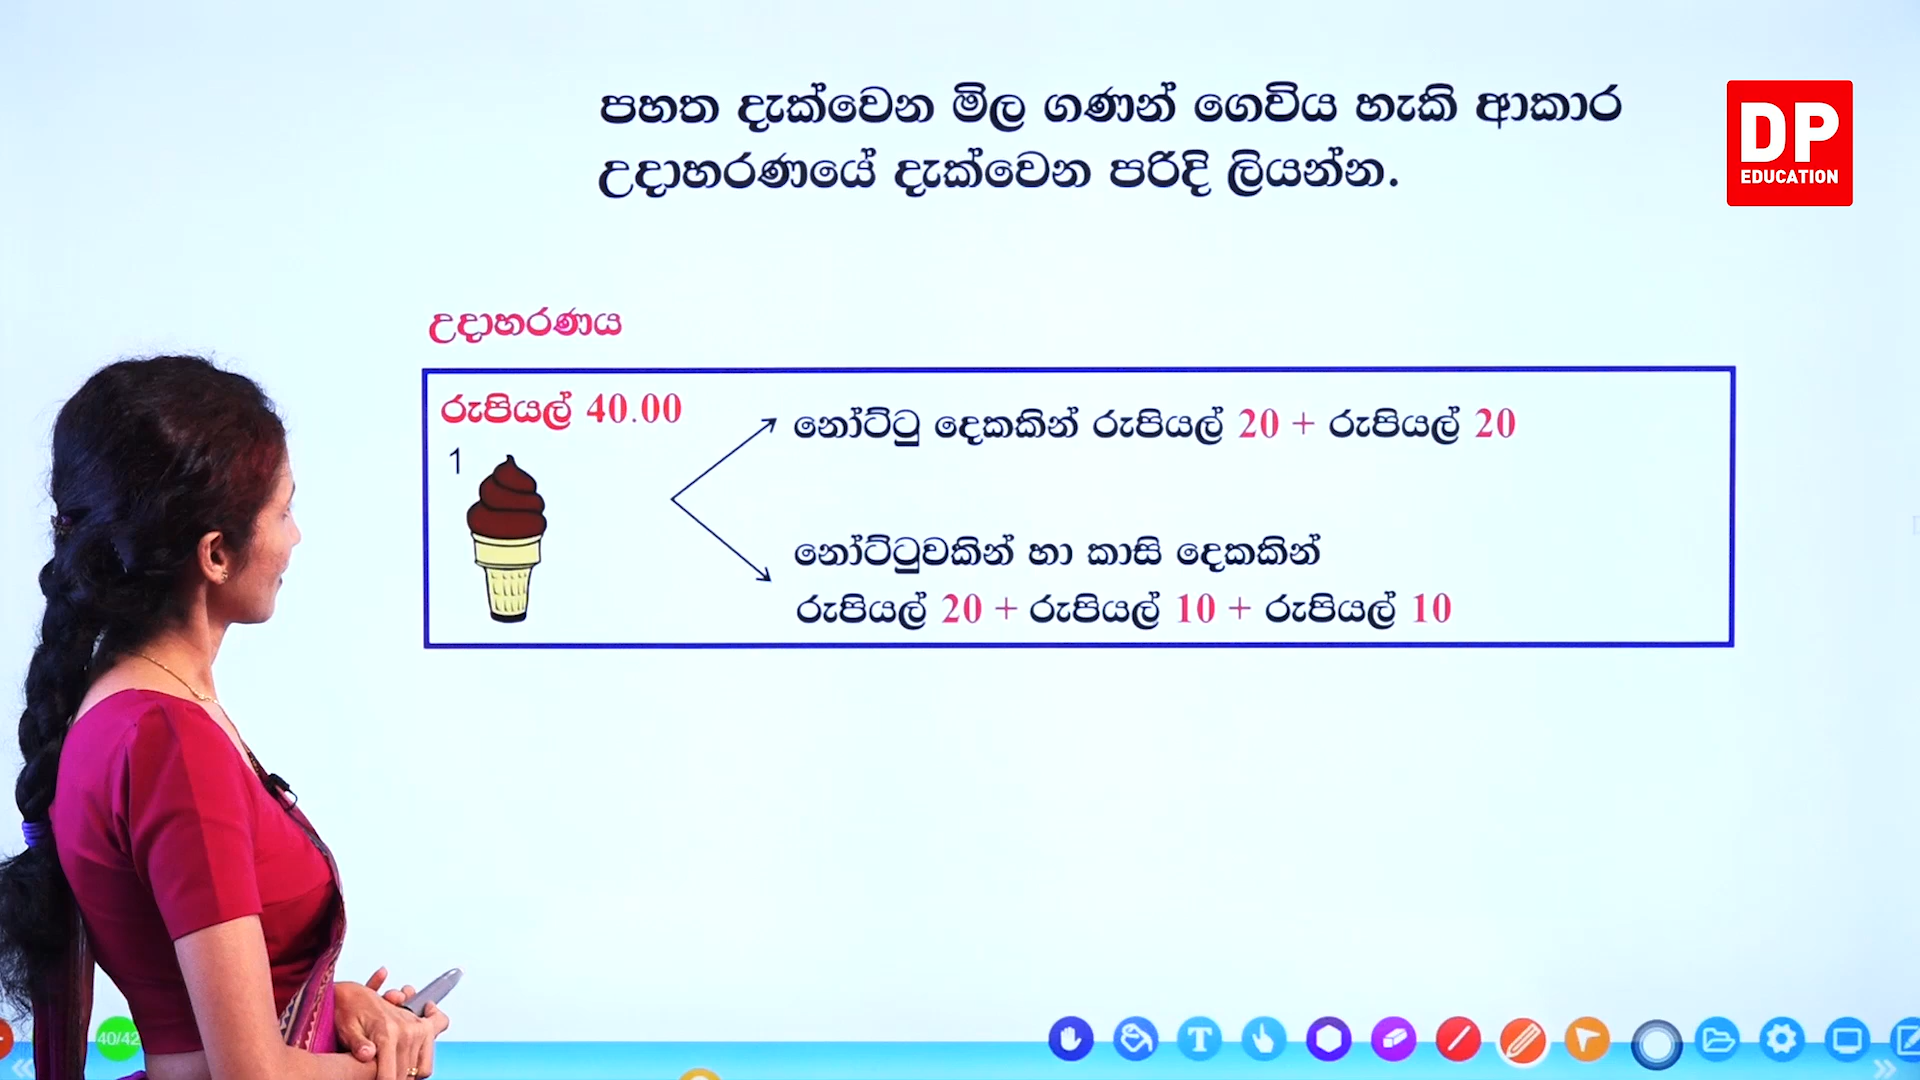 පහත දැක්වෙන මිල ගණන් ගෙවිය හැකි ආකාර
උදාහරණයේ දැක්වෙන පරිදි ලියන්න.
DP
EDUCATION
උදාහරණය
රුපියල් 40.00
1
නෝට්ටු දෙකකින් රුපියල් 20 + රුපියල් 20
නෝට්ටුවකින් හා කාසි දෙකකින්
රුපියල් 20 + රුපියල් 10 + රුපියල් 10
40/42
T